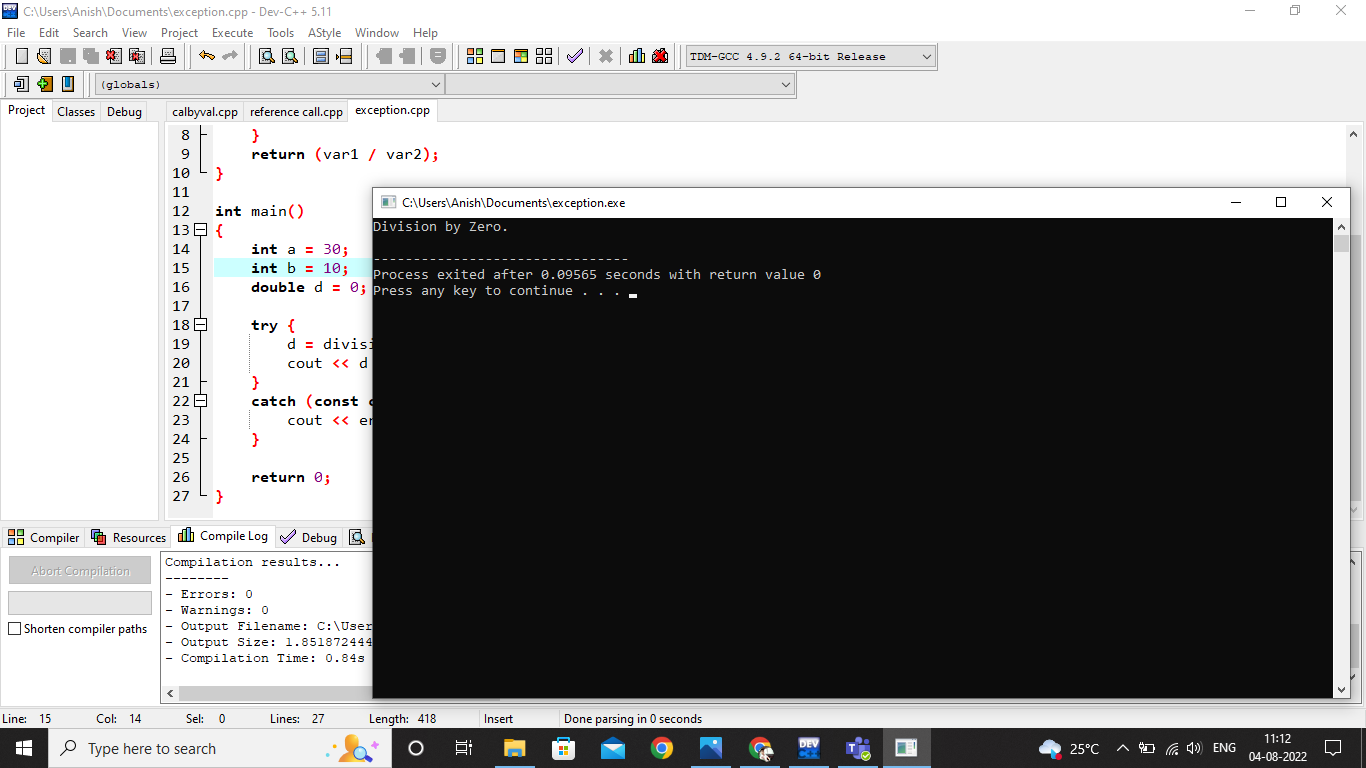 C:\Users\Anish\Documents\exception.cpp - Dev-C++ 5.11
File Edit Search View Project Execute Tools AStyle Window Help
TDM-GCC 4.9.2 64-bit Release
(globals)
Project Classes Debug calbyval.cpp reference call.cpp exception.cpp
8 }
9 return (var1 / var2);
10 }
11
12 int main()
13 {
14 int a = 30;
15 int b = 10;
16 double d = 0;
17
18 try {
19 d = divisi
20 cout << d
21 }
22 catch (const
23 cout << er
24 }
25
26 return 0;
27 }
C:\Users\Anish\Documents\exception.exe
Division by Zero.
--------------------------------
Process exited after 0.09565 seconds with return value 0
Press any key to continue . . .
Compiler Resources Compile Log Debug
Abort Compilation
Shorten compiler paths
Compilation results...
--------
- Errors: 0
- Warnings: 0
- Output Filename: C:\User
- Output Size: 1.851872444
- Compilation Time: 0.84s
Line: 15 Col: 14 Sel: 0 Lines: 27 Length: 418 Insert Done parsing in 0 seconds
Type here to search
DEV
25°C
ENG
11:12
04-08-2022